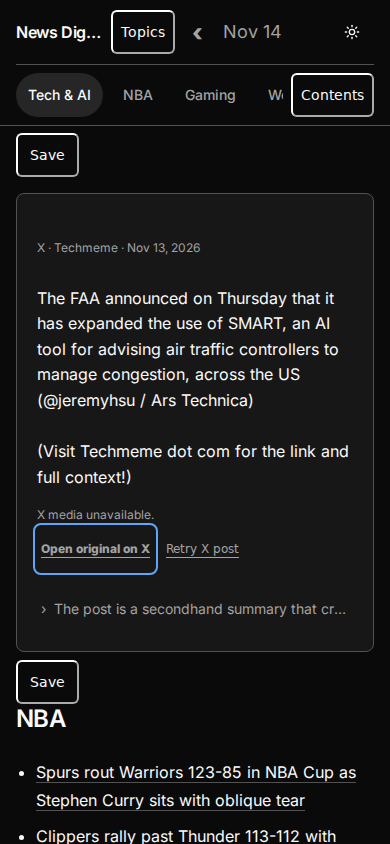 News Dig...
Topics
‹
Nov 14
Tech & AI
NBA
Gaming
Contents
Save
X · Techmeme · Nov 13, 2026
The FAA announced on Thursday that it
has expanded the use of SMART, an AI
tool for advising air traffic controllers to
manage congestion, across the US
(@jeremyhsu / Ars Technica)
(Visit Techmeme dot com for the link and
full context!)
X media unavailable.
Open original on X
Retry X post
› The post is a secondhand summary that cr...
Save
NBA
• Spurs rout Warriors 123-85 in NBA Cup as
Stephen Curry sits with oblique tear
• Clippers rally past Thunder 113-112 with